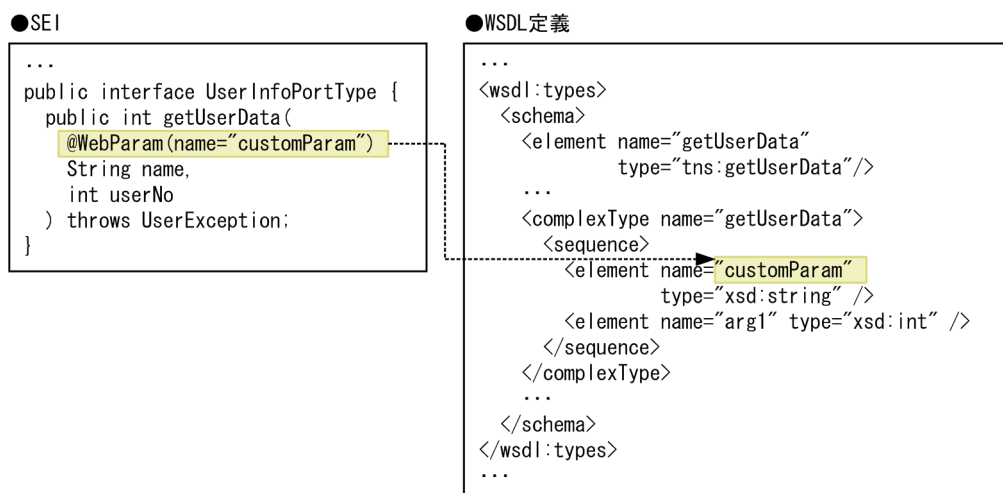 ●SEI
...
public interface UserInfoPortType {
  public int getUserData(
    @WebParam(name="customParam")
    String name,
    int userNo
  ) throws UserException;
}
●WSDL定義
...
<wsdl:types>
  <schema>
    <element name="getUserData"
             type="tns:getUserData"/>
    ...
    <complexType name="getUserData">
      <sequence>
        <element name="customParam"
                 type="xsd:string" />
        <element name="arg1" type="xsd:int" />
      </sequence>
    </complexType>
    ...
  </schema>
</wsdl:types>
...